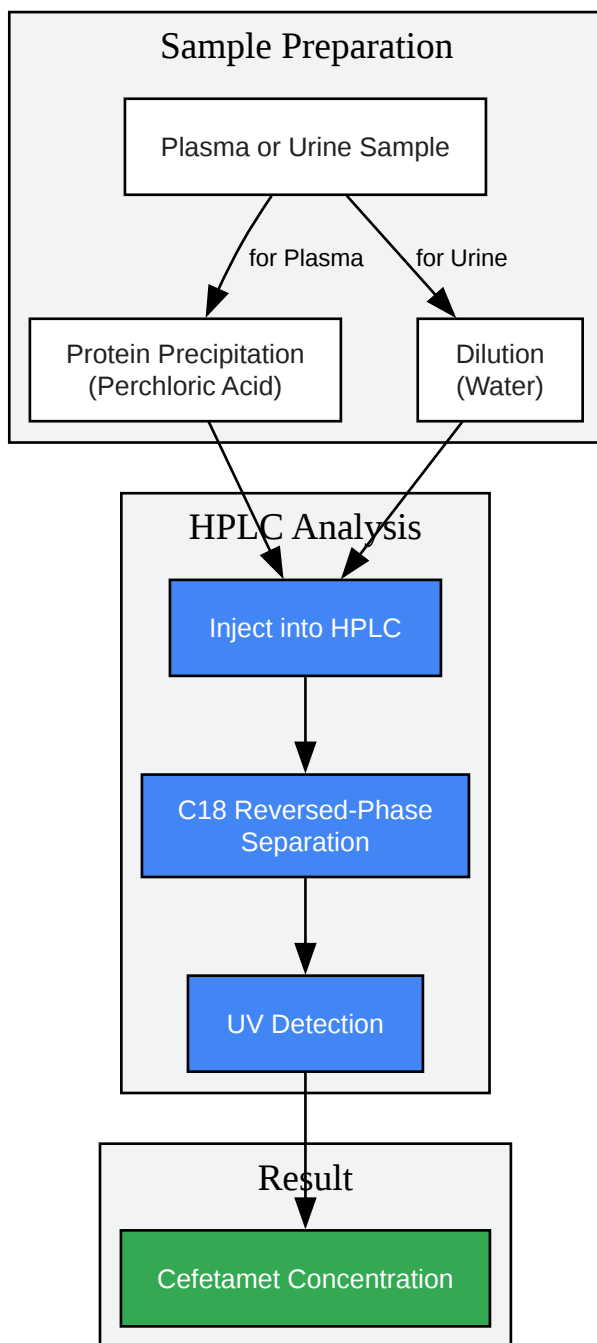 Sample Preparation
Plasma or Urine Sample
for Plasma
for Urine
Protein Precipitation
(Perchloric Acid)
Dilution
(Water)
HPLC Analysis
Inject into HPLC
C18 Reversed-Phase
Separation
UV Detection
Result
Cefetamet Concentration